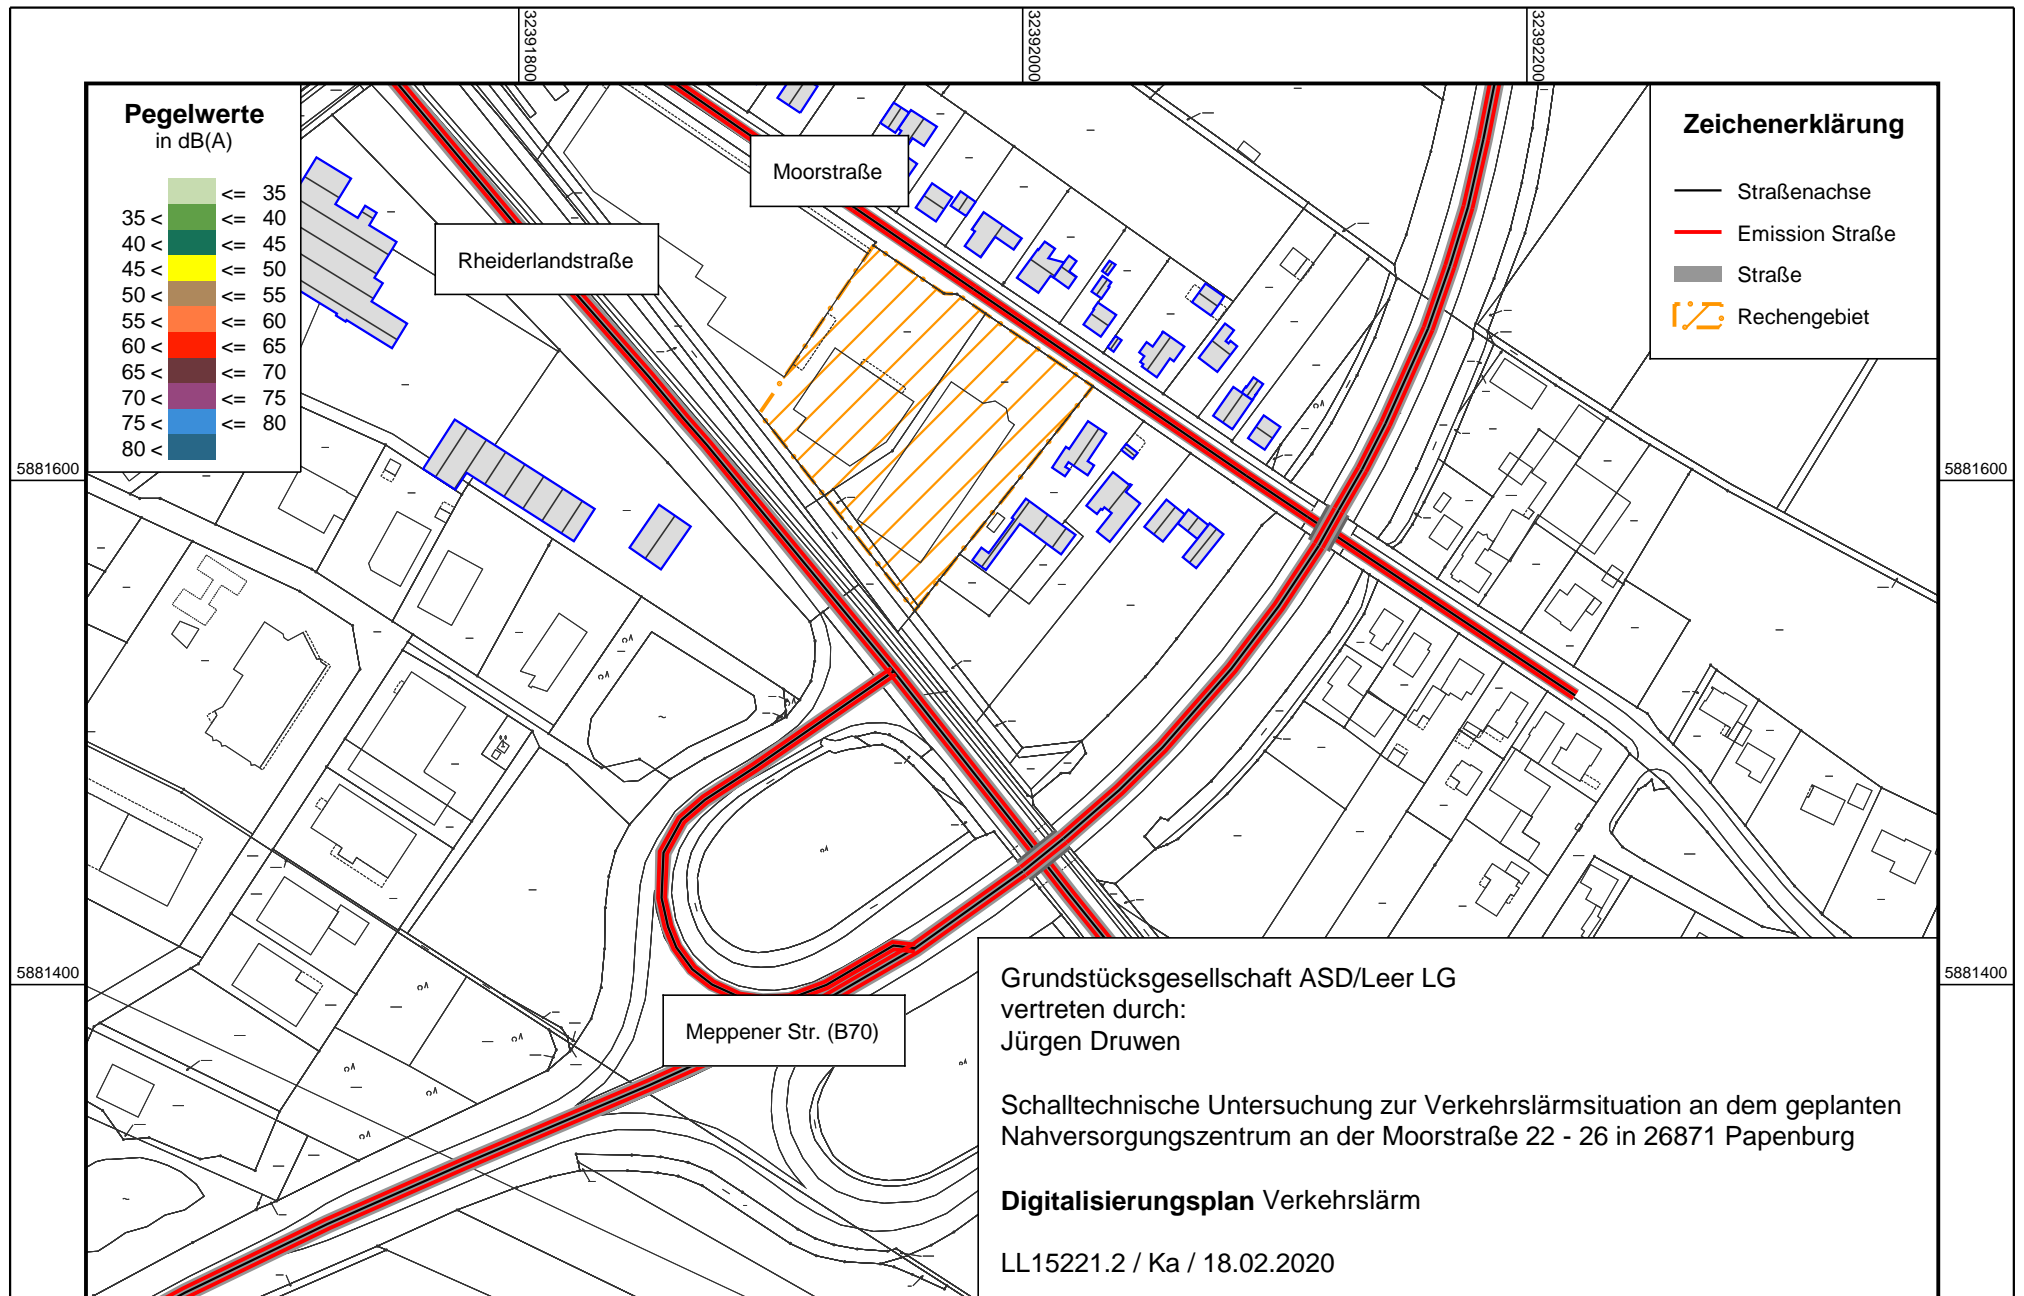 32391800
32392000
32392200
Pegelwerte
in dB(A)
<= 35
35 < <= 40
40 < <= 45
45 < <= 50
50 < <= 55
55 < <= 60
60 < <= 65
65 < <= 70
70 < <= 75
75 < <= 80
80 <
Moorstraße
Rheiderlandstraße
Zeichenerklärung
Straßenachse
Emission Straße
Straße
Rechengebiet
5881600
5881600
5881400
5881400
Meppener Str. (B70)
Grundstücksgesellschaft ASD/Leer LG
vertreten durch:
Jürgen Druwen
Schalltechnische Untersuchung zur Verkehrslärmsituation an dem geplanten
Nahversorgungszentrum an der Moorstraße 22 - 26 in 26871 Papenburg
Digitalisierungsplan Verkehrslärm
LL15221.2 / Ka / 18.02.2020